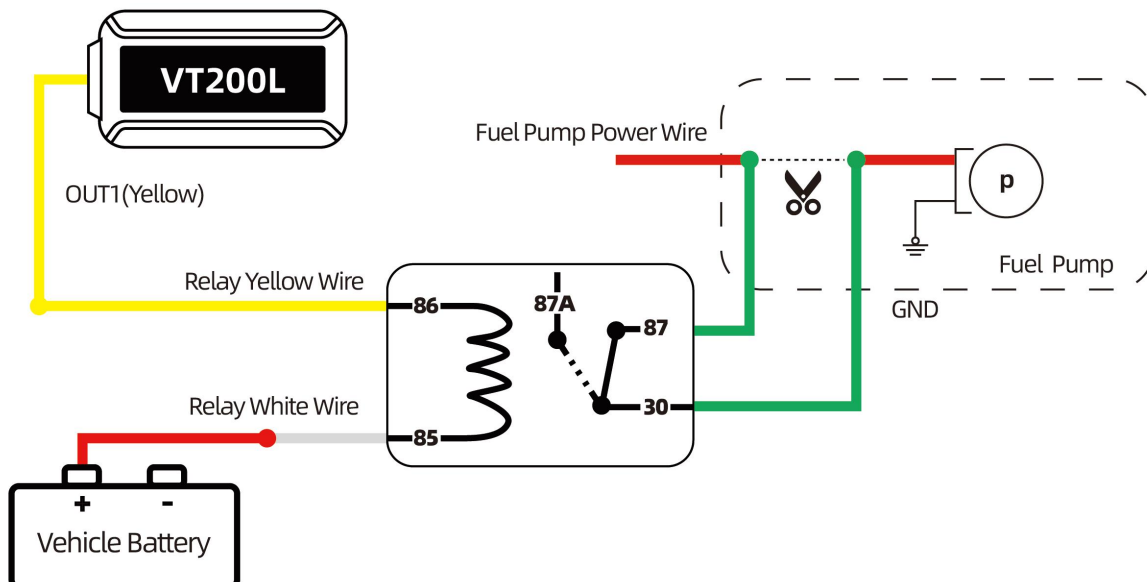 VT200L
Fuel Pump Power Wire
p
OUT1(Yellow)
Fuel Pump
Relay Yellow Wire
86
87A
87
GND
Relay White Wire
30
85
+ -
Vehicle Battery